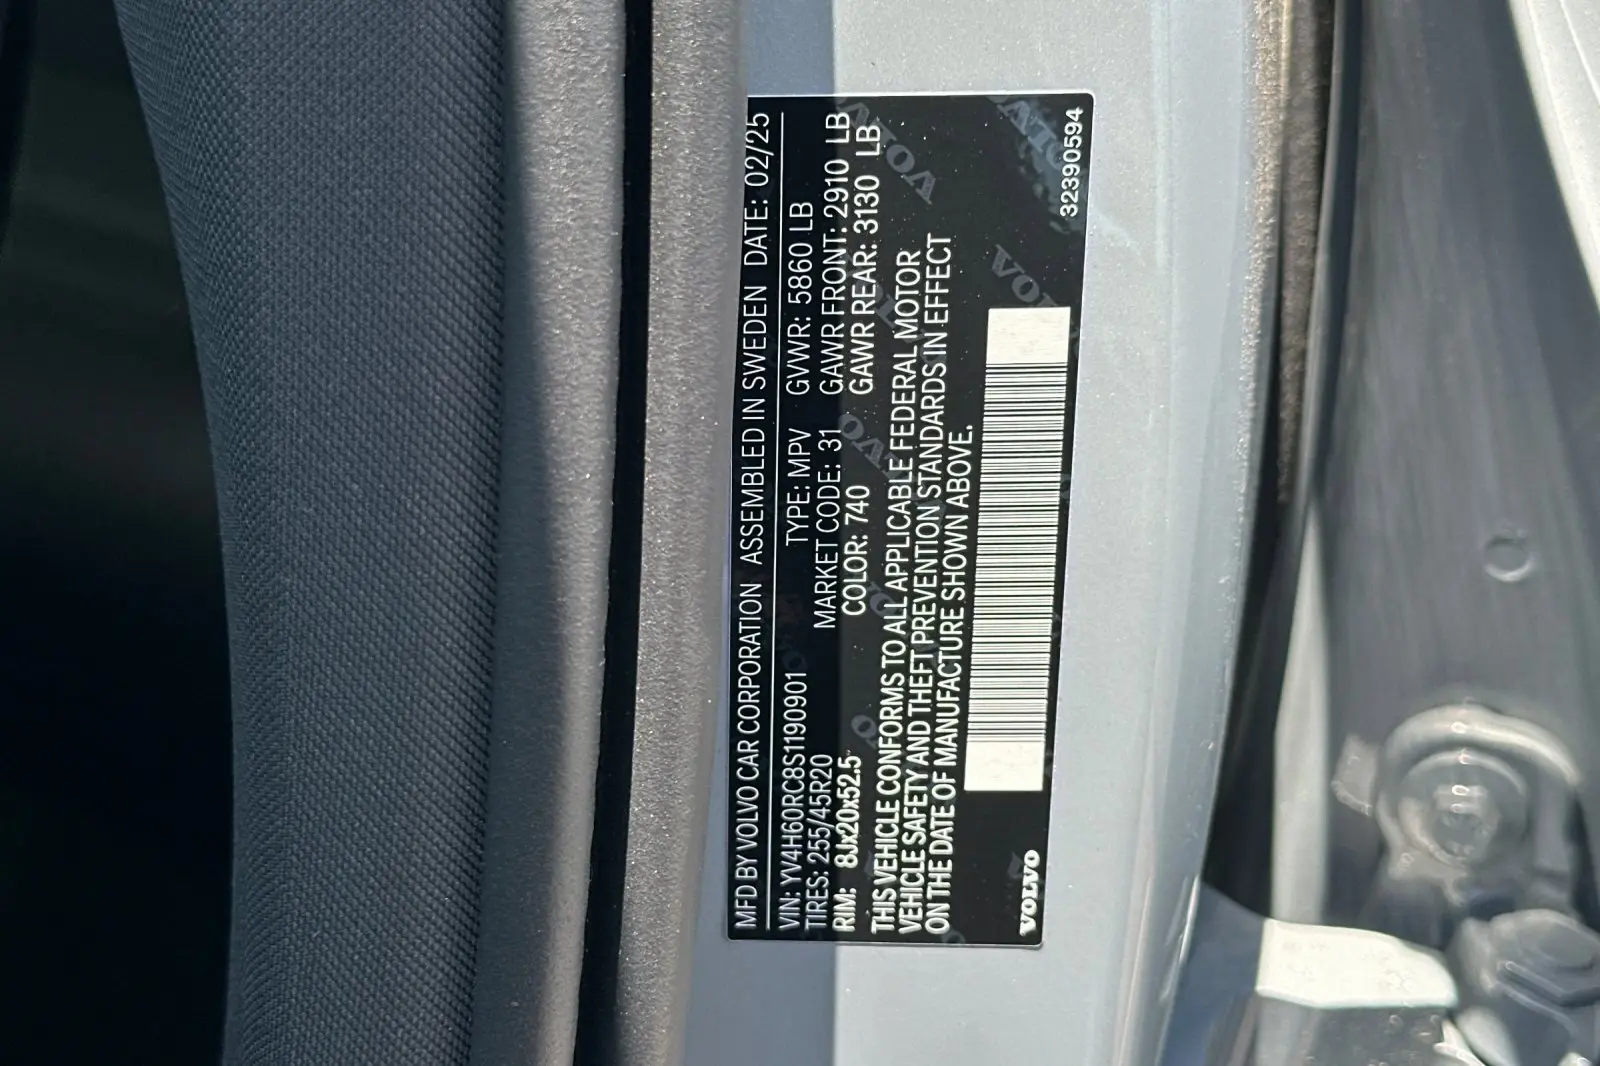 MFD BY VOLVO CAR CORPORATION ASSEMBLED IN SWEDEN DATE: 02/25
VIN: YV4H60RC8S1190901 TYPE: MPV GVWR: 5860 LB
TIRES: 255/45R20 MARKET CODE: 31 GAWR FRONT: 2910 LB
RIM: 8Jx20x52.5 COLOR: 740 GAWR REAR: 3130 LB
THIS VEHICLE CONFORMS TO ALL APPLICABLE FEDERAL MOTOR
VEHICLE SAFETY AND THEFT PREVENTION STANDARDS IN EFFECT
ON THE DATE OF MANUFACTURE SHOWN ABOVE.
VOLVO
32390594